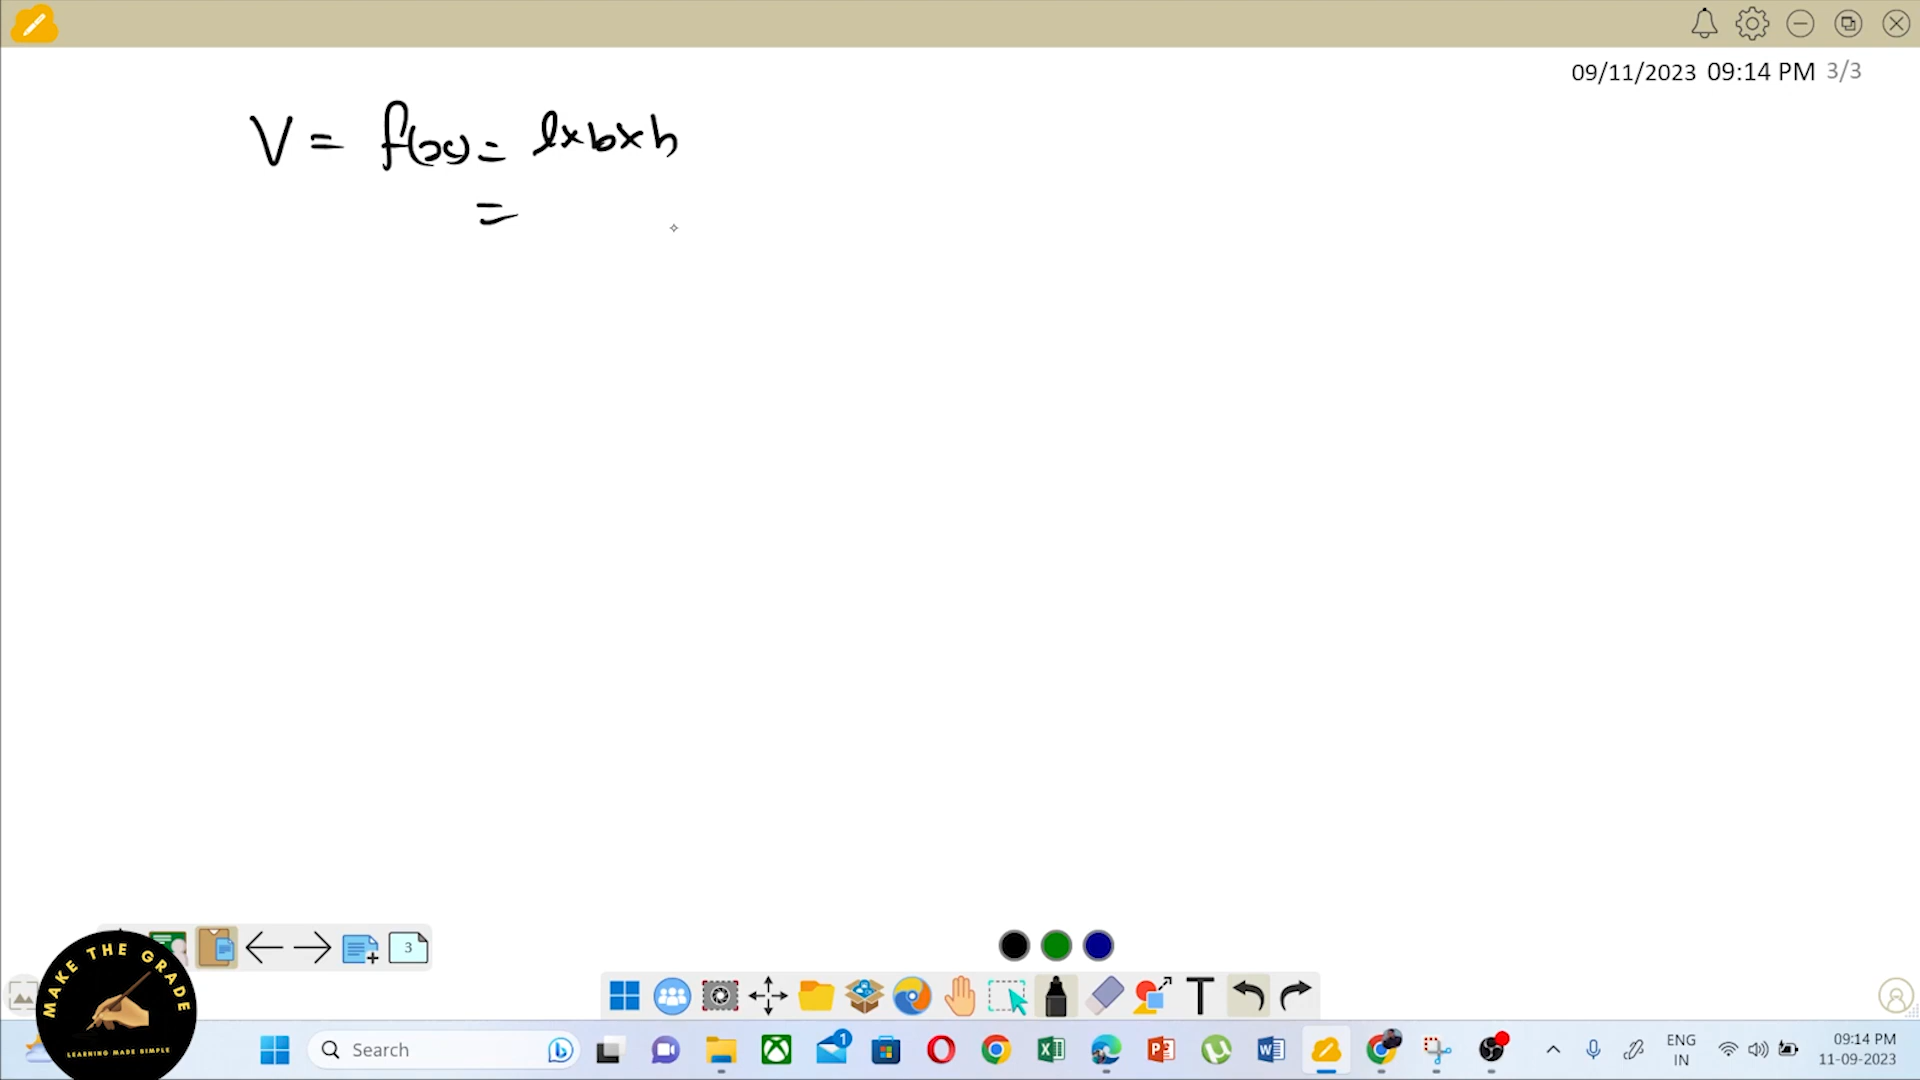 09/11/2023 09:14 PM 3/3
V = f(x) = l×b×h
=
3
MAKE THE GRADE
LEARNING MADE SIMPLE
Search
1
ENG
IN
09:14 PM
11-09-2023